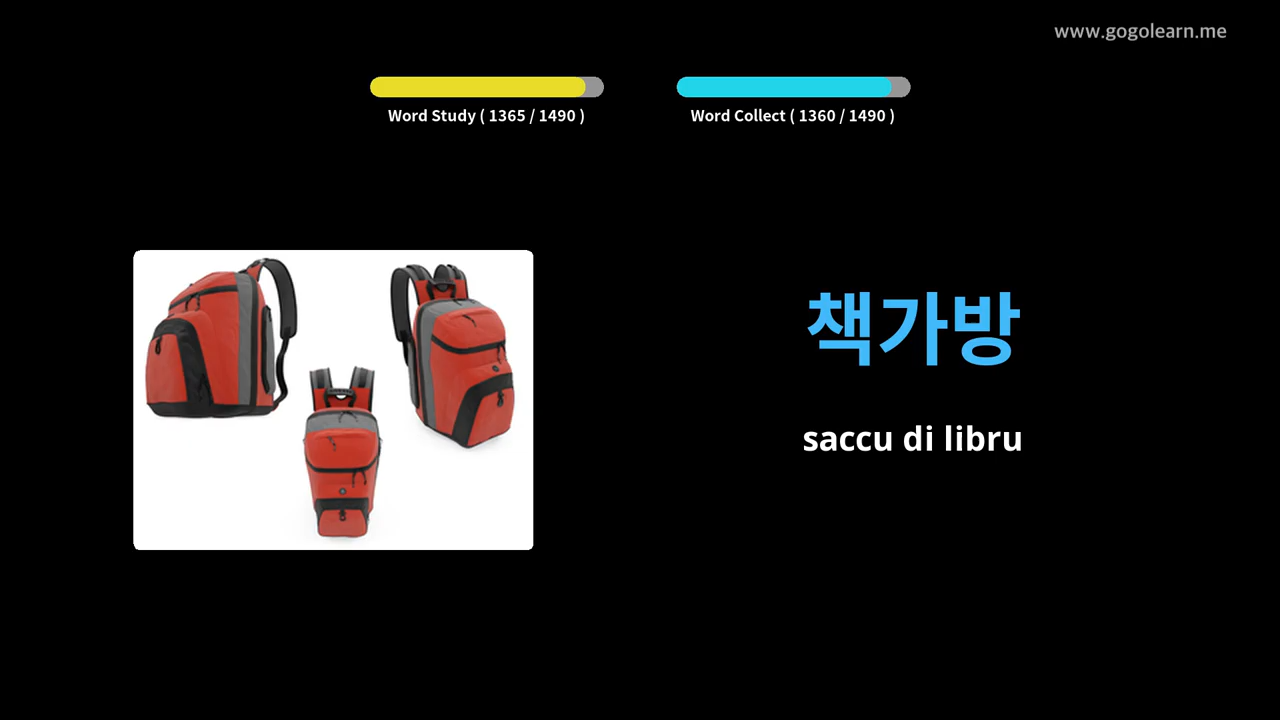 www.gogolearn.me
Word Study ( 1365 / 1490 )
Word Collect ( 1360 / 1490 )
책가방
saccu di libru